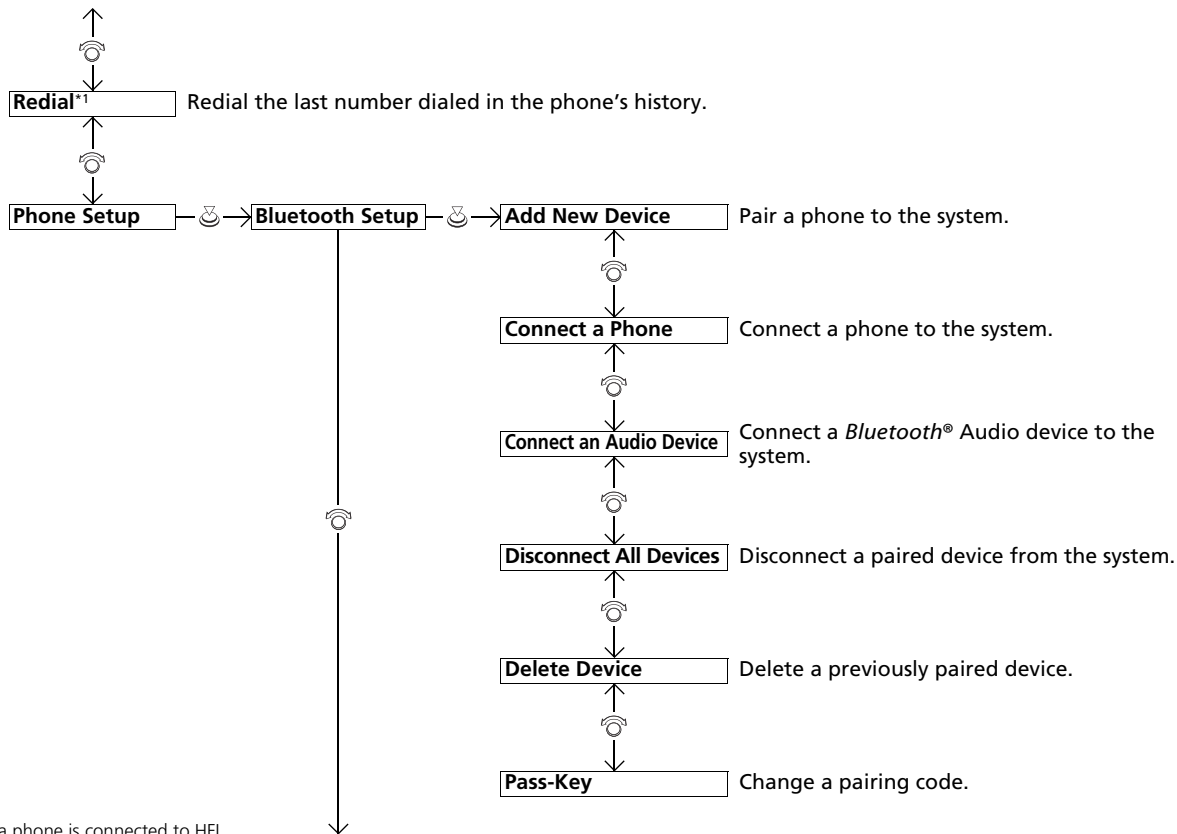 Redial*1 Redial the last number dialed in the phone's history.
Phone Setup Bluetooth Setup Add New Device Pair a phone to the system.
Connect a Phone Connect a phone to the system.
Connect an Audio Device Connect a Bluetooth® Audio device to the
system.
Disconnect All Devices Disconnect a paired device from the system.
Delete Device Delete a previously paired device.
Pass-Key Change a pairing code.
a phone is connected to HFL